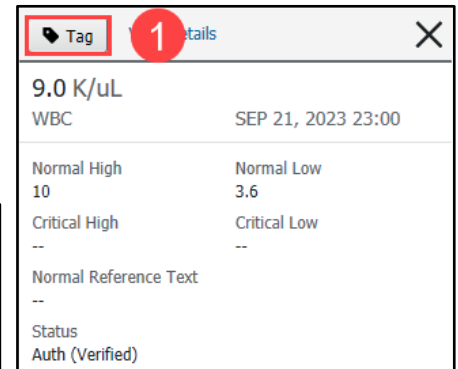 Tag 1 tails
9.0 K/uL
WBC SEP 21, 2023 23:00
Normal High Normal Low
10 3.6
Critical High Critical Low
-- --
Normal Reference Text
--
Status
Auth (Verified)